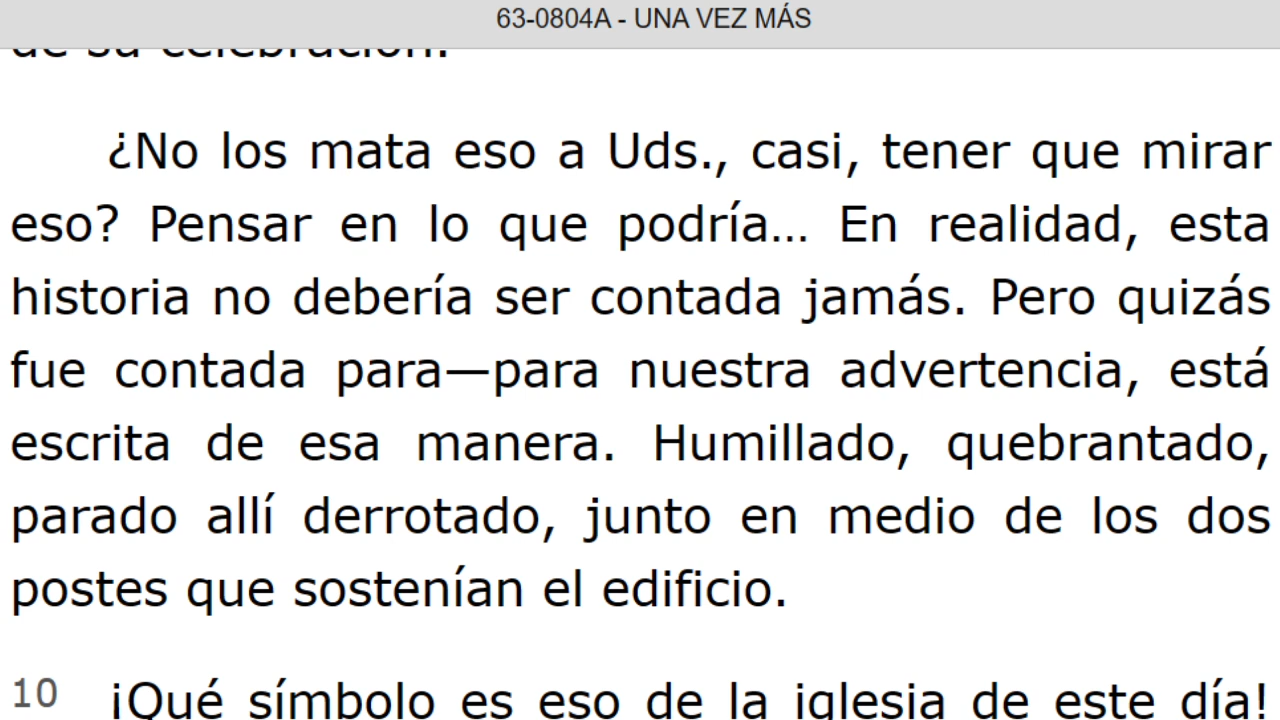 63-0804A - UNA VEZ MÁS
de su celebración.
¿No los mata eso a Uds., casi, tener que mirar
eso? Pensar en lo que podría... En realidad, esta
historia no debería ser contada jamás. Pero quizás
fue contada para—para nuestra advertencia, está
escrita de esa manera. Humillado, quebrantado,
parado allí derrotado, junto en medio de los dos
postes que sostenían el edificio.
10 ¡Qué símbolo es eso de la iglesia de este día!